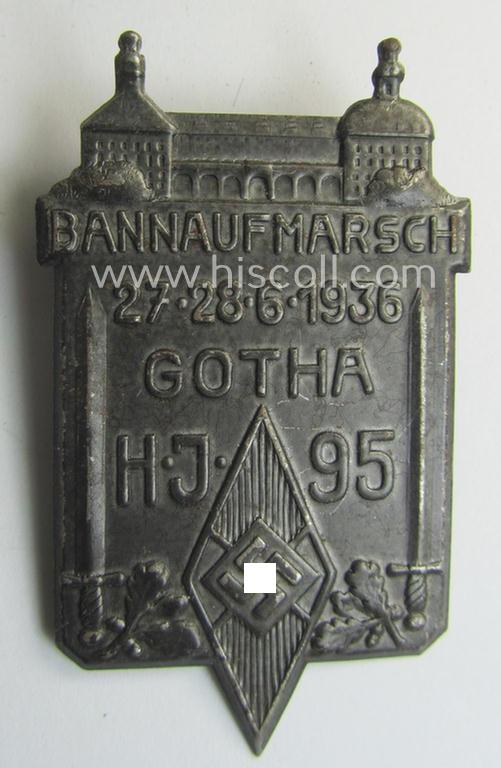 BANNAUFMARSCH
www.hiscoll.com
27·28·6·1936
GOTHA
H·J· 95